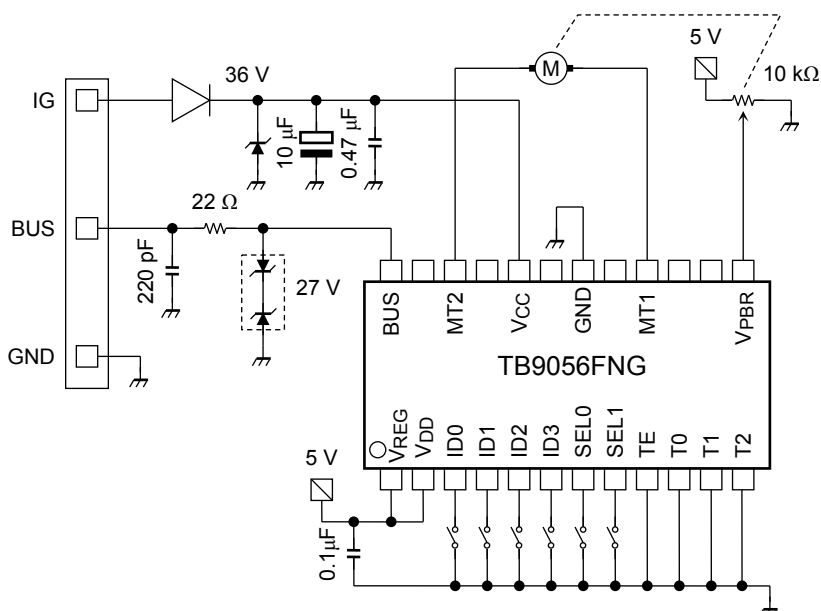 5 V
M
36 V
10 kΩ
IG
10 μF
0.47 μF
22 Ω
BUS
220 pF
27 V
BUS
MT2
VCC
GND
MT1
VPBR
GND
TB9056FNG
VREG
VDD
ID0
ID1
ID2
ID3
SEL0
SEL1
TE
T0
T1
T2
5 V
0.1μF